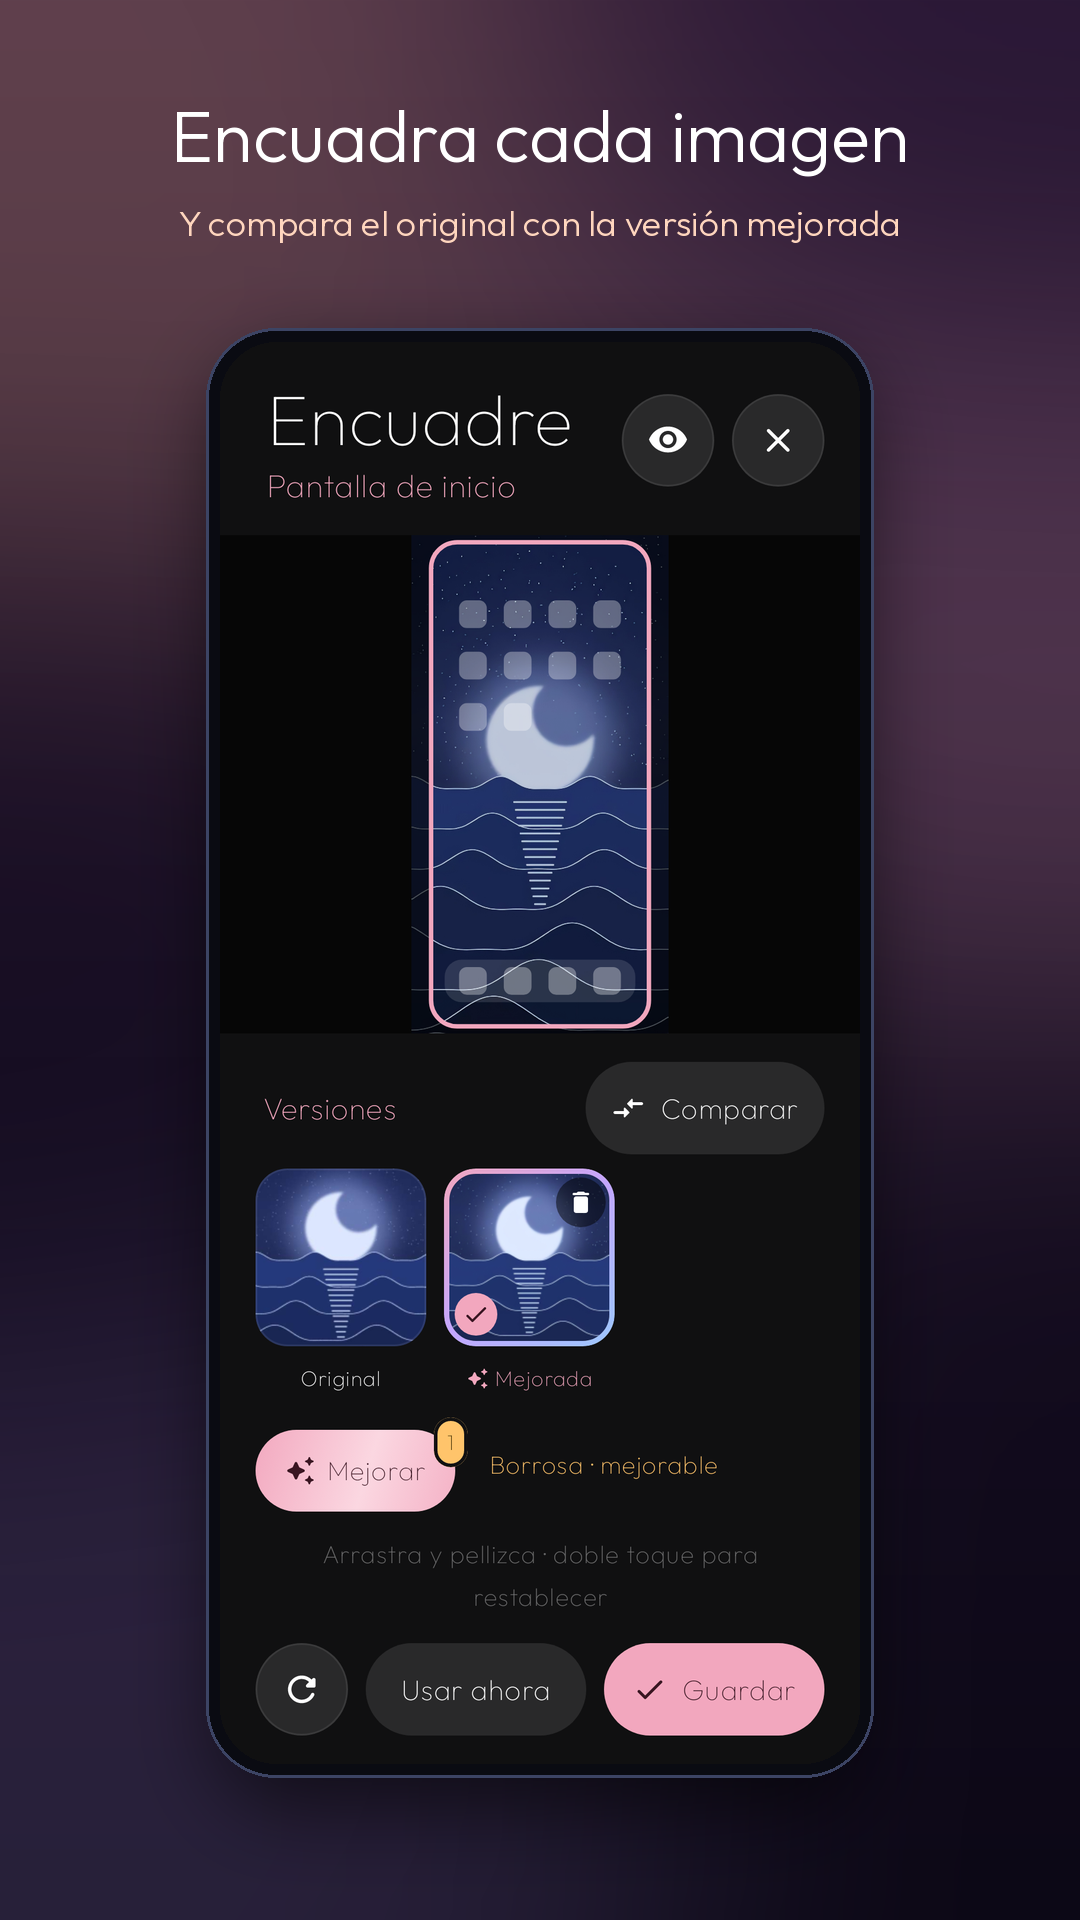 Encuadra cada imagen
Y compara el original con la versión mejorada
Encuadre
Pantalla de inicio
Versiones
Comparar
Original
Mejorada
1
Mejorar
Borrosa · mejorable
Arrastra y pellizca · doble toque para
restablecer
Usar ahora
Guardar